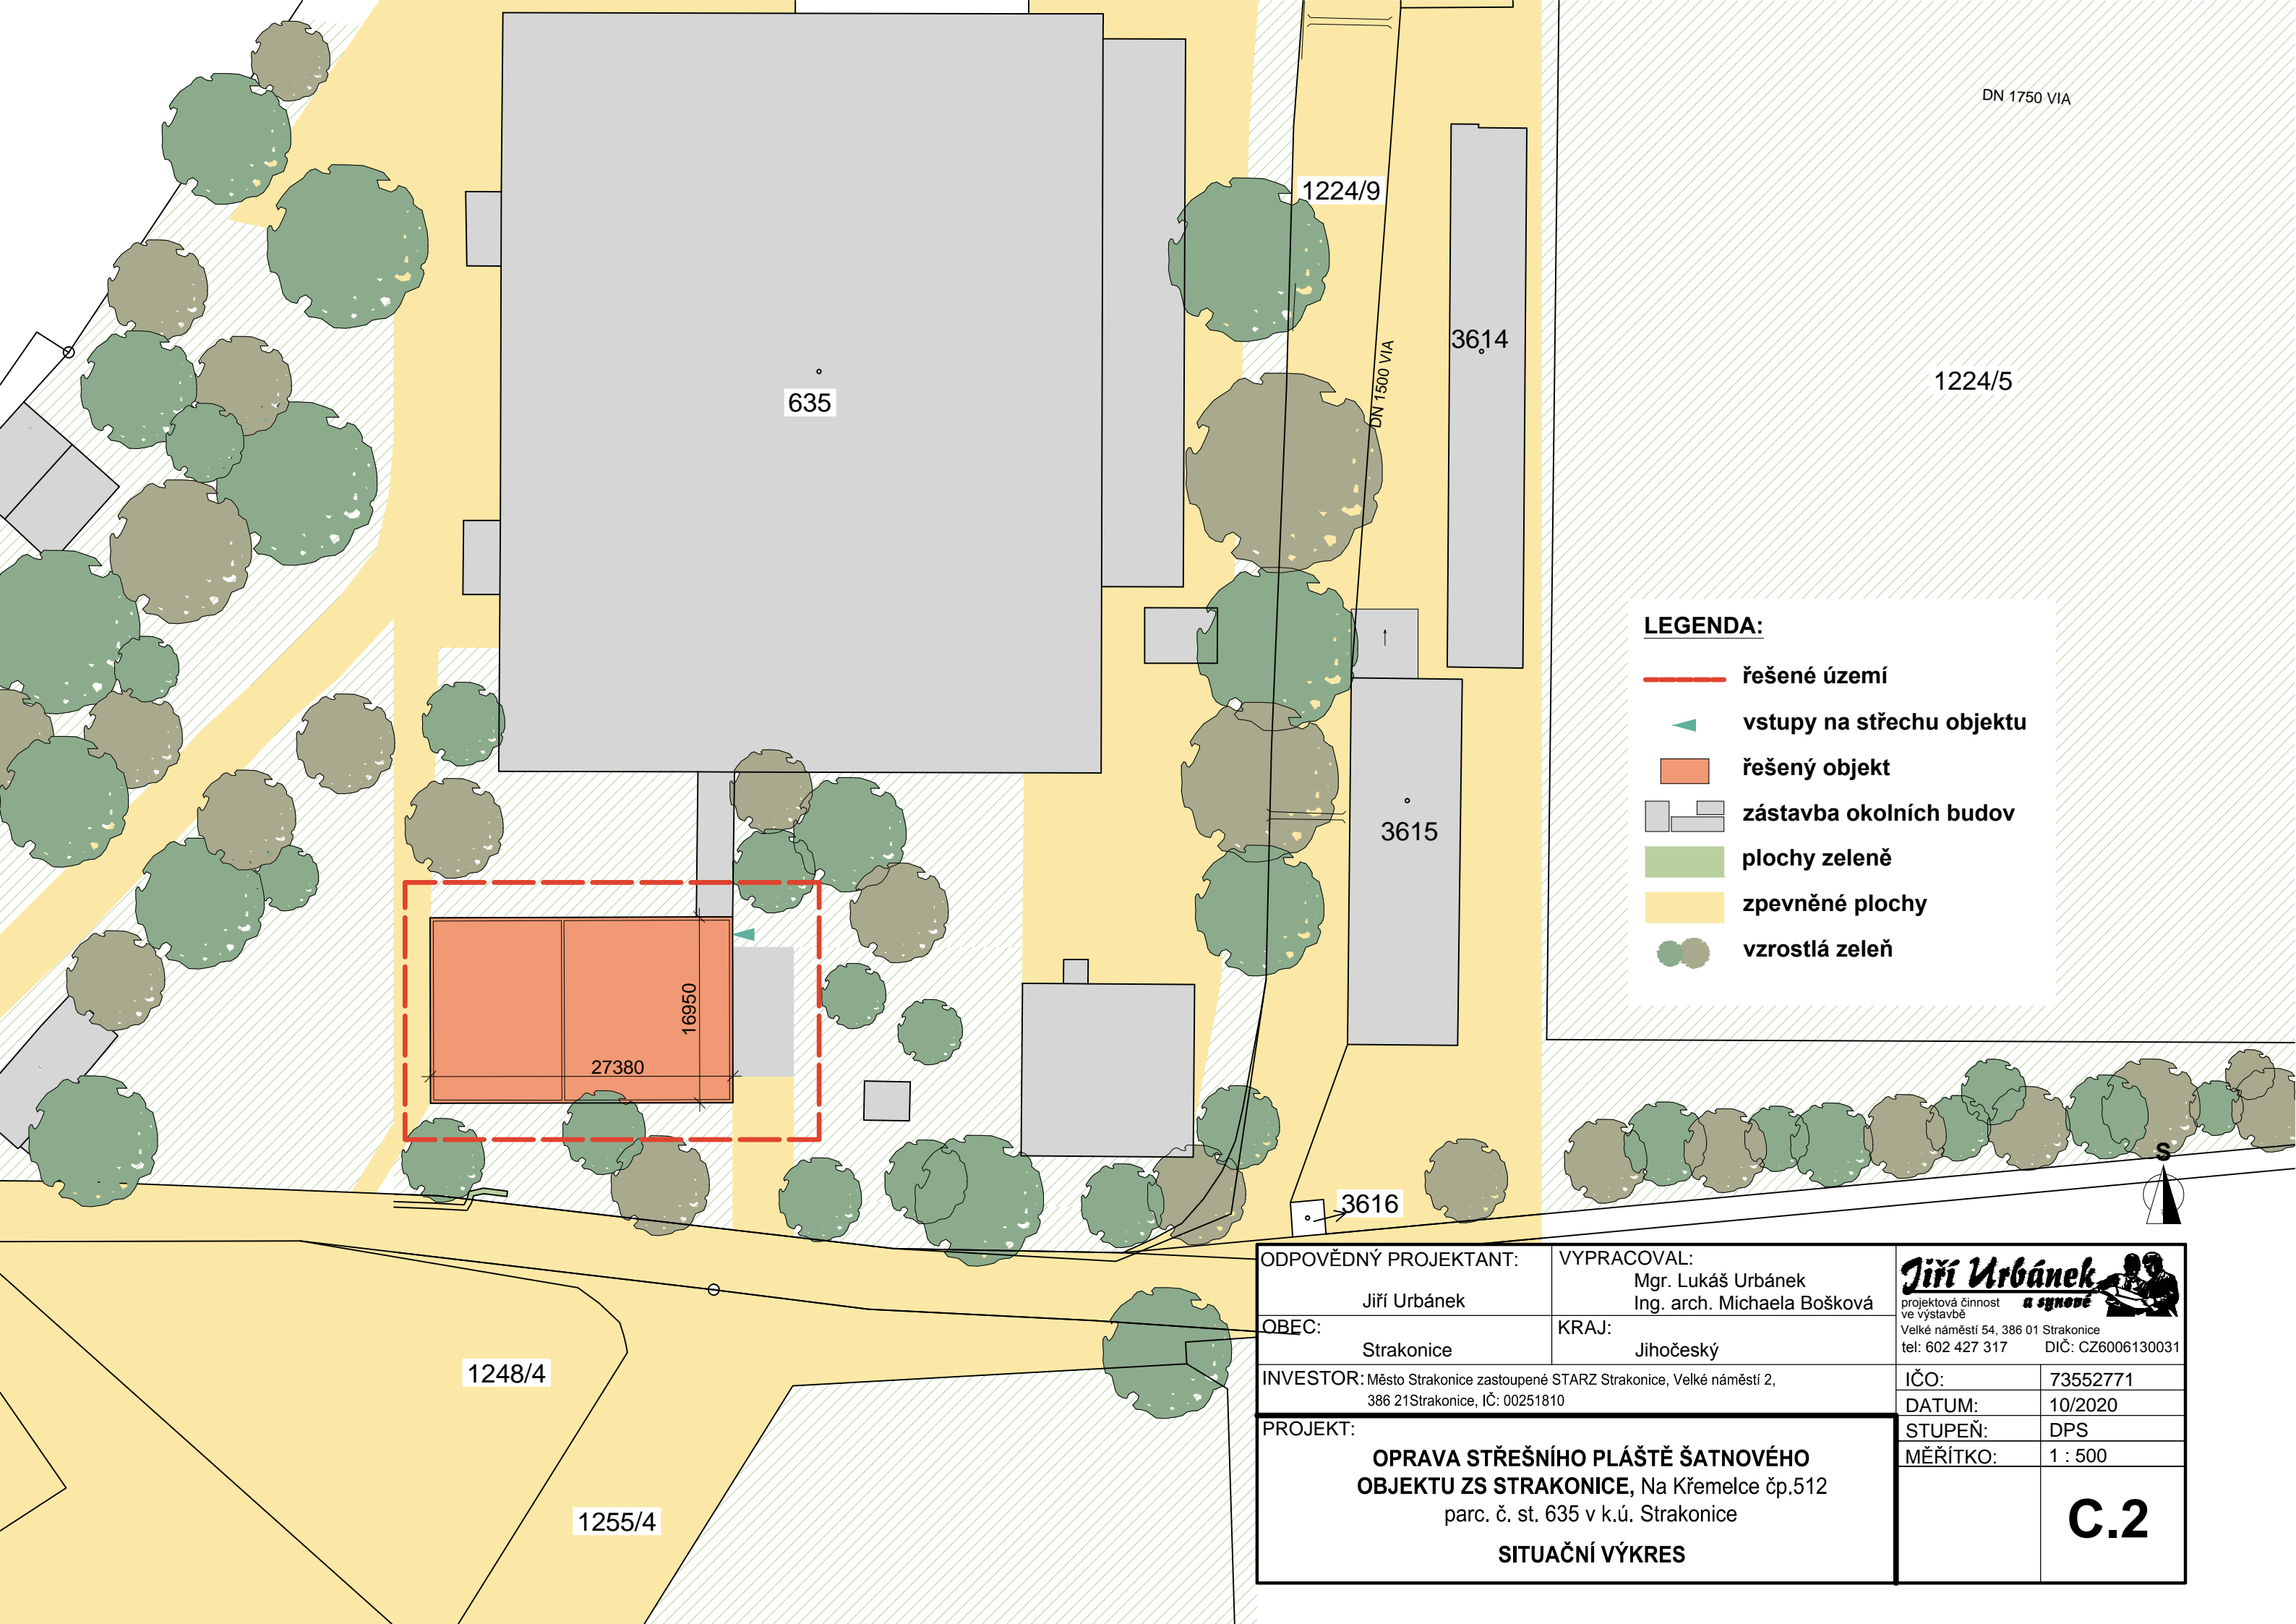 DN 1750 VIA
1224/9
3614
DN 1500 VIA
1224/5
635
LEGENDA:
řešené území
vstupy na střechu objektu
řešený objekt
zástavba okolních budov
plochy zeleně
zpevněné plochy
vzrostlá zeleň
3615
16950
27380
S
3616
1248/4
1255/4
ODPOVĚDNÝ PROJEKTANT:
Jiří Urbánek
VYPRACOVAL:
Mgr. Lukáš Urbánek
Ing. arch. Michaela Bošková
OBEC:
Strakonice
KRAJ:
Jihočeský
INVESTOR: Město Strakonice zastoupené STARZ Strakonice, Velké náměstí 2,
386 21Strakonice, IČ: 00251810
PROJEKT:
OPRAVA STŘEŠNÍHO PLÁŠTĚ ŠATNOVÉHO
OBJEKTU ZS STRAKONICE, Na Křemelce čp.512
parc. č. st. 635 v k.ú. Strakonice
SITUAČNÍ VÝKRES
Jiří Urbánek
a synové
projektová činnost
ve výstavbě
Velké náměstí 54, 386 01 Strakonice
tel: 602 427 317 DIČ: CZ6006130031
IČO: 73552771
DATUM: 10/2020
STUPEŇ: DPS
MĚŘÍTKO: 1 : 500
C.2